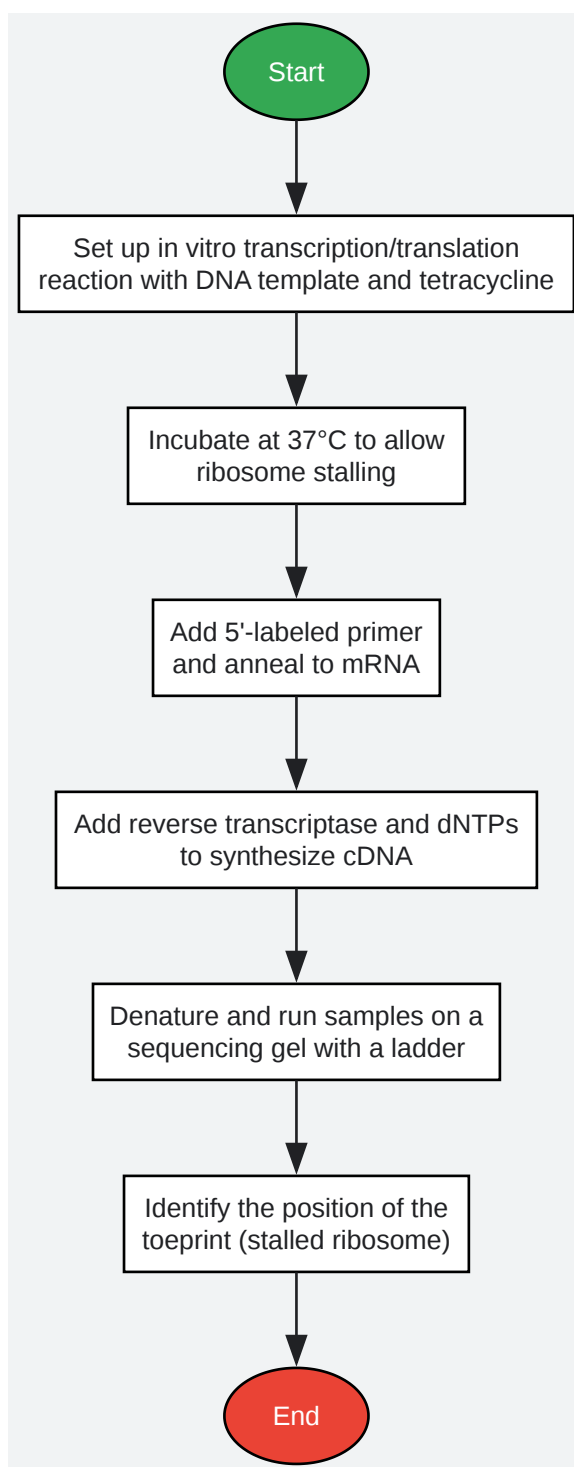 Start
Set up in vitro transcription/translation
reaction with DNA template and tetracycline
Incubate at 37°C to allow
ribosome stalling
Add 5'-labeled primer
and anneal to mRNA
Add reverse transcriptase and dNTPs
to synthesize cDNA
Denature and run samples on a
sequencing gel with a ladder
Identify the position of the
toeprint (stalled ribosome)
End